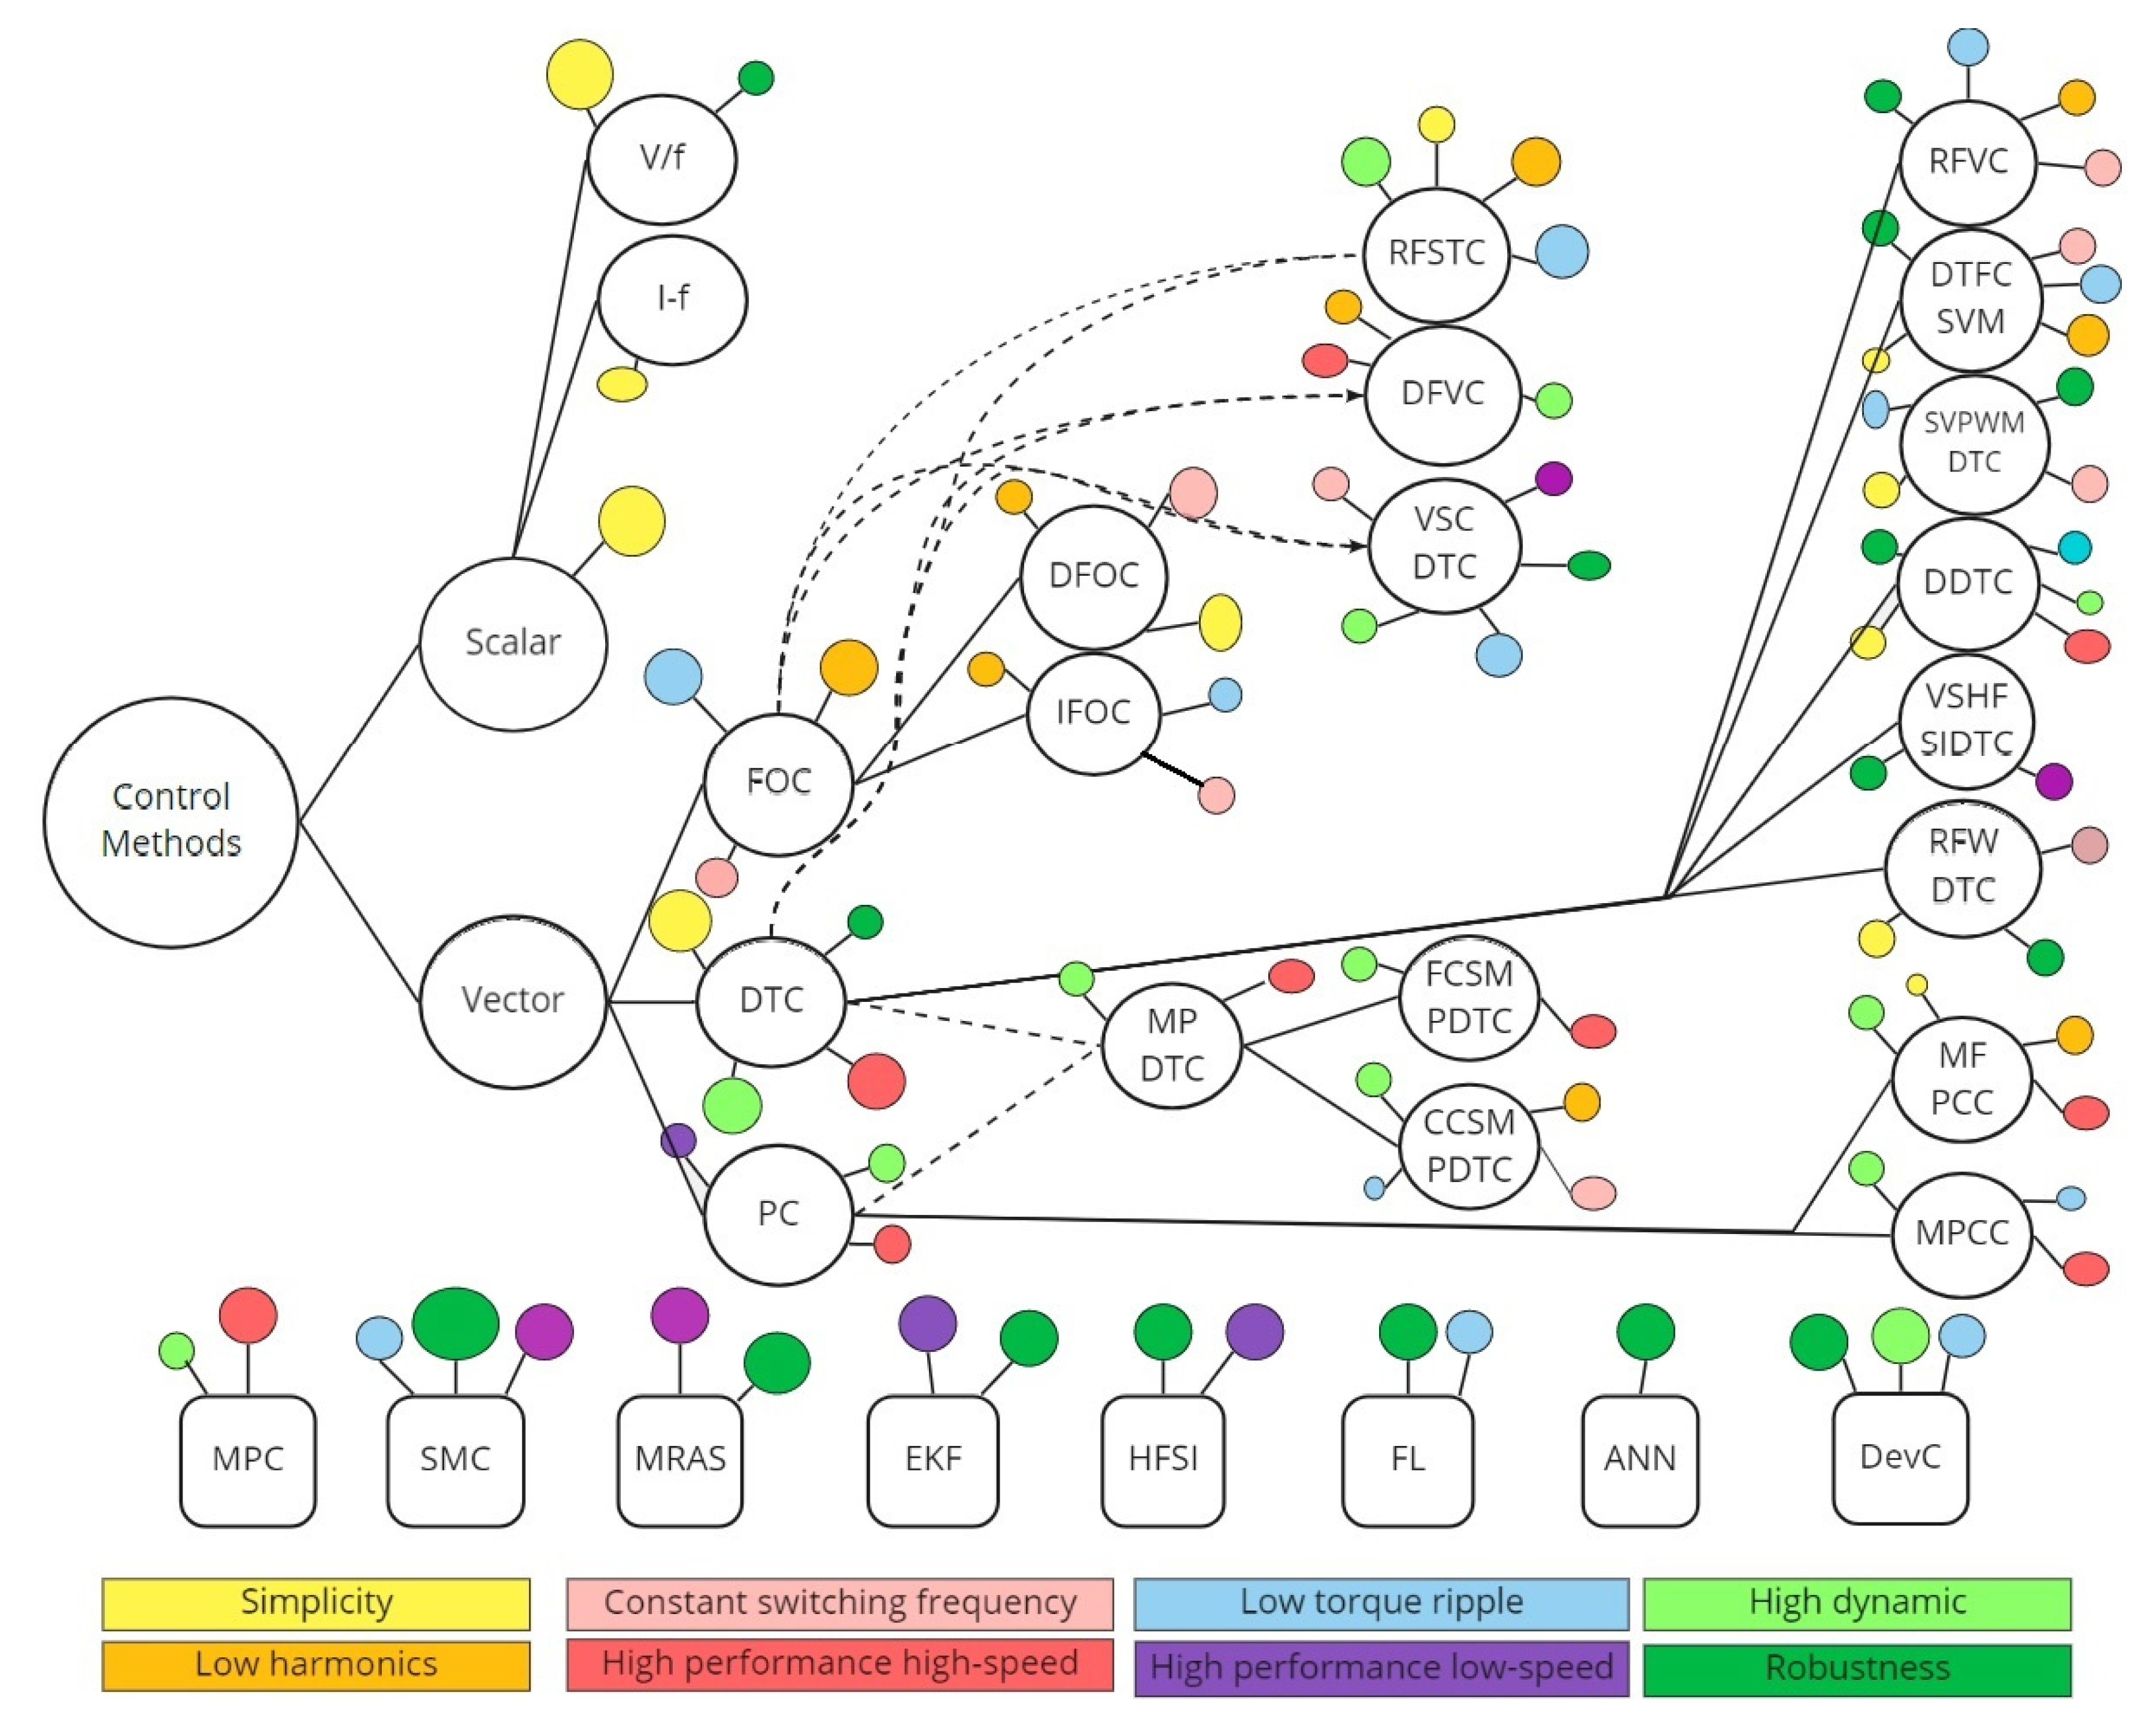 V/f
I-f
Scalar
Control
Methods
Vector
FOC
DTC
PC
DFOC
IFOC
RFSTC
DFVC
VSC
DTC
MP
DTC
FCSM
PDTC
CCSM
PDTC
RFVC
DTFC
SVM
SVPWM
DTC
DDTC
VSHF
SIDTC
RFW
DTC
MF
PCC
MPCC
MPC
SMC
MRAS
EKF
HFSI
FL
ANN
DevC
Simplicity
Constant switching frequency
Low torque ripple
High dynamic
Low harmonics
High performance high-speed
High performance low-speed
Robustness